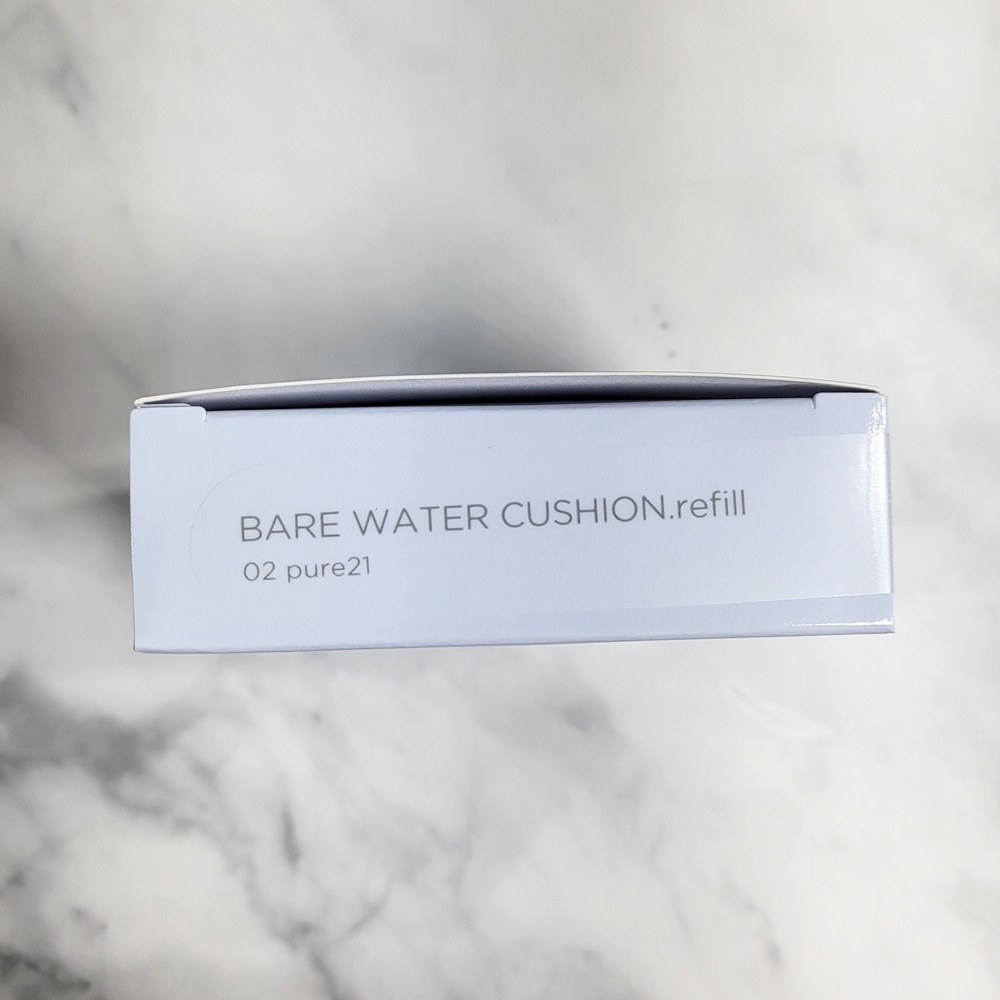 BARE WATER CUSHION.refill
02 pure21